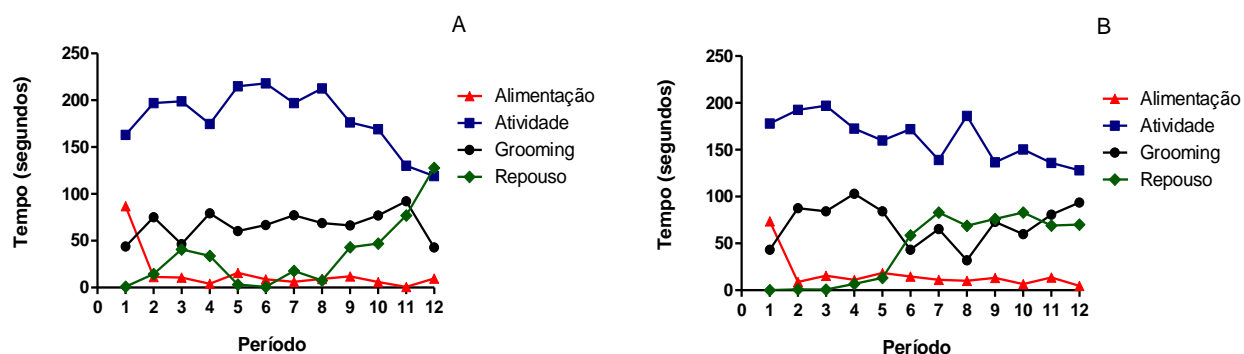 A
250
200
150
100
50
0
Tempo (segundos)
0 1 2 3 4 5 6 7 8 9 10 11 12
Período
Alimentação
Atividade
Grooming
Repouso
B
250
200
150
100
50
0
Tempo (segundos)
0 1 2 3 4 5 6 7 8 9 10 11 12
Período
Alimentação
Atividade
Grooming
Repouso